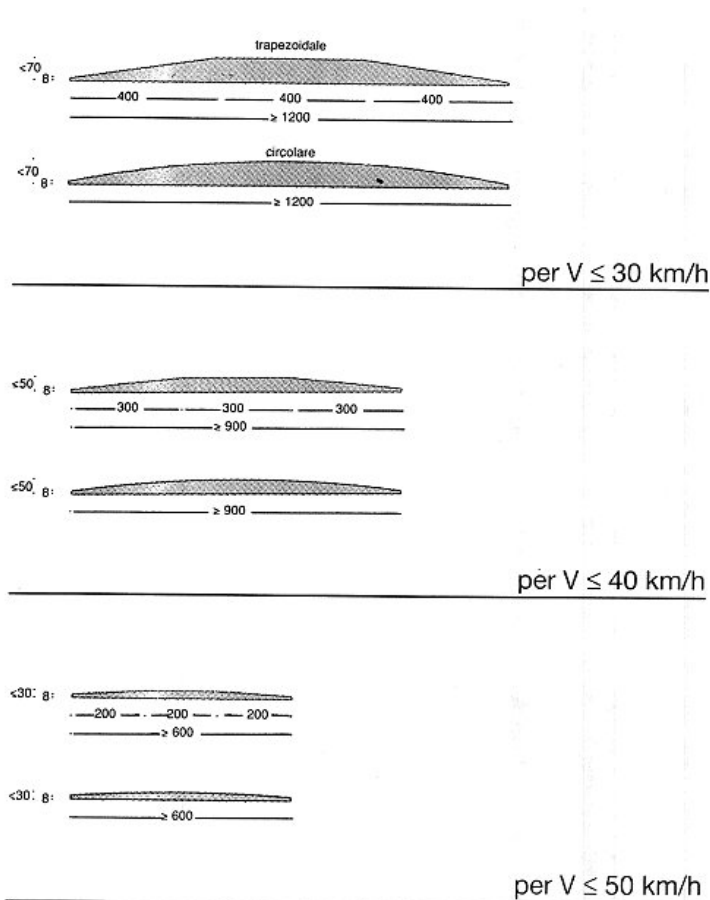 trapezoidale
<70
8:
400 400 400
≥ 1200
circolare
<70
8:
≥ 1200
per V ≤ 30 km/h
≤50
8:
300 300 300
≥ 900
≤50
8:
≥ 900
per V ≤ 40 km/h
<30
8:
200 200 200
≥ 600
<30
8:
≥ 600
per V ≤ 50 km/h